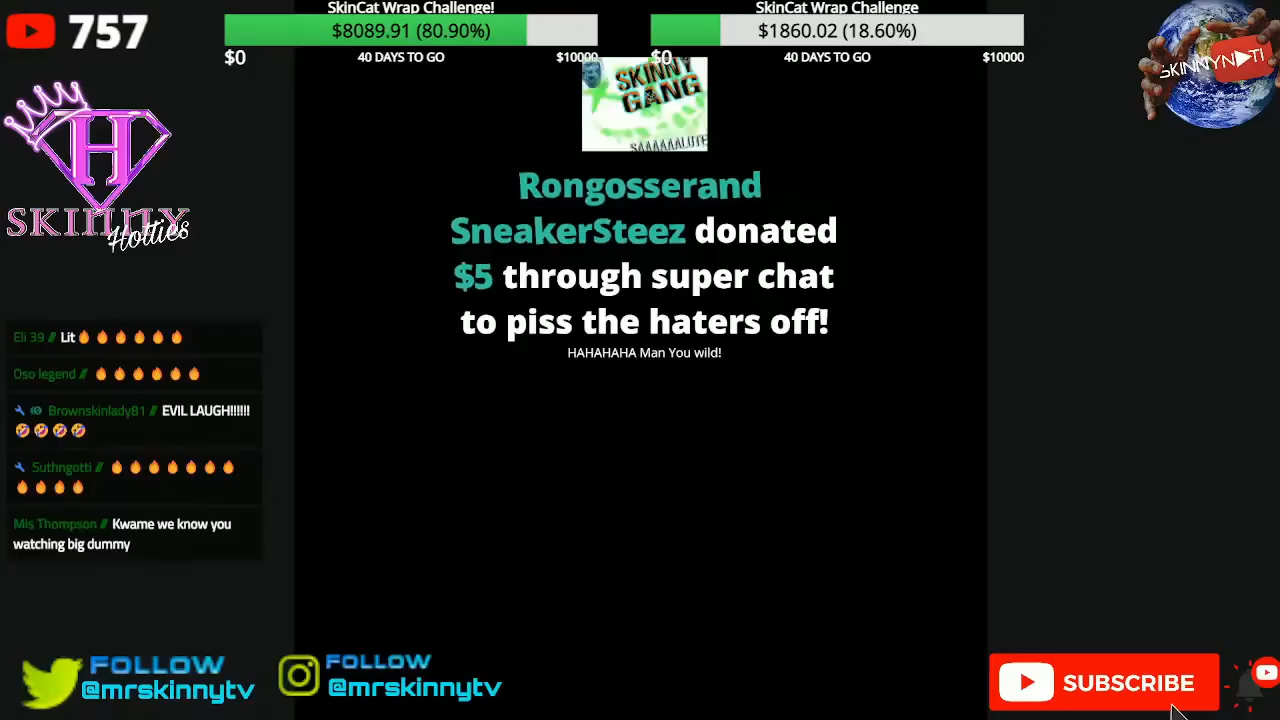 757
SkinCat Wrap Challenge!
$8089.91 (80.90%)
$0
40 DAYS TO GO
$10000
SkinCat Wrap Challenge
$1860.02 (18.60%)
$0
40 DAYS TO GO
$10000
SKINNYN TI
SKINNY
GANG
SAAAAAALUTE
H
SKINNY
Hotties
Rongosserand
SneakerSteez donated
$5 through super chat
to piss the haters off!
HAHAHAHA Man You wild!
Eli 39 // Lit🔥🔥🔥🔥🔥🔥
Oso legend // 🔥🔥🔥🔥🔥🔥
Brownskinlady81 // EVIL LAUGH!!!!!!
🤣🤣🤣🤣
Suthngotti // 🔥🔥🔥🔥🔥🔥🔥
🔥🔥🔥🔥
Mis Thompson // Kwame we know you
watching big dummy
FOLLOW
@mrskinnytv
FOLLOW
@mrskinnytv
SUBSCRIBE